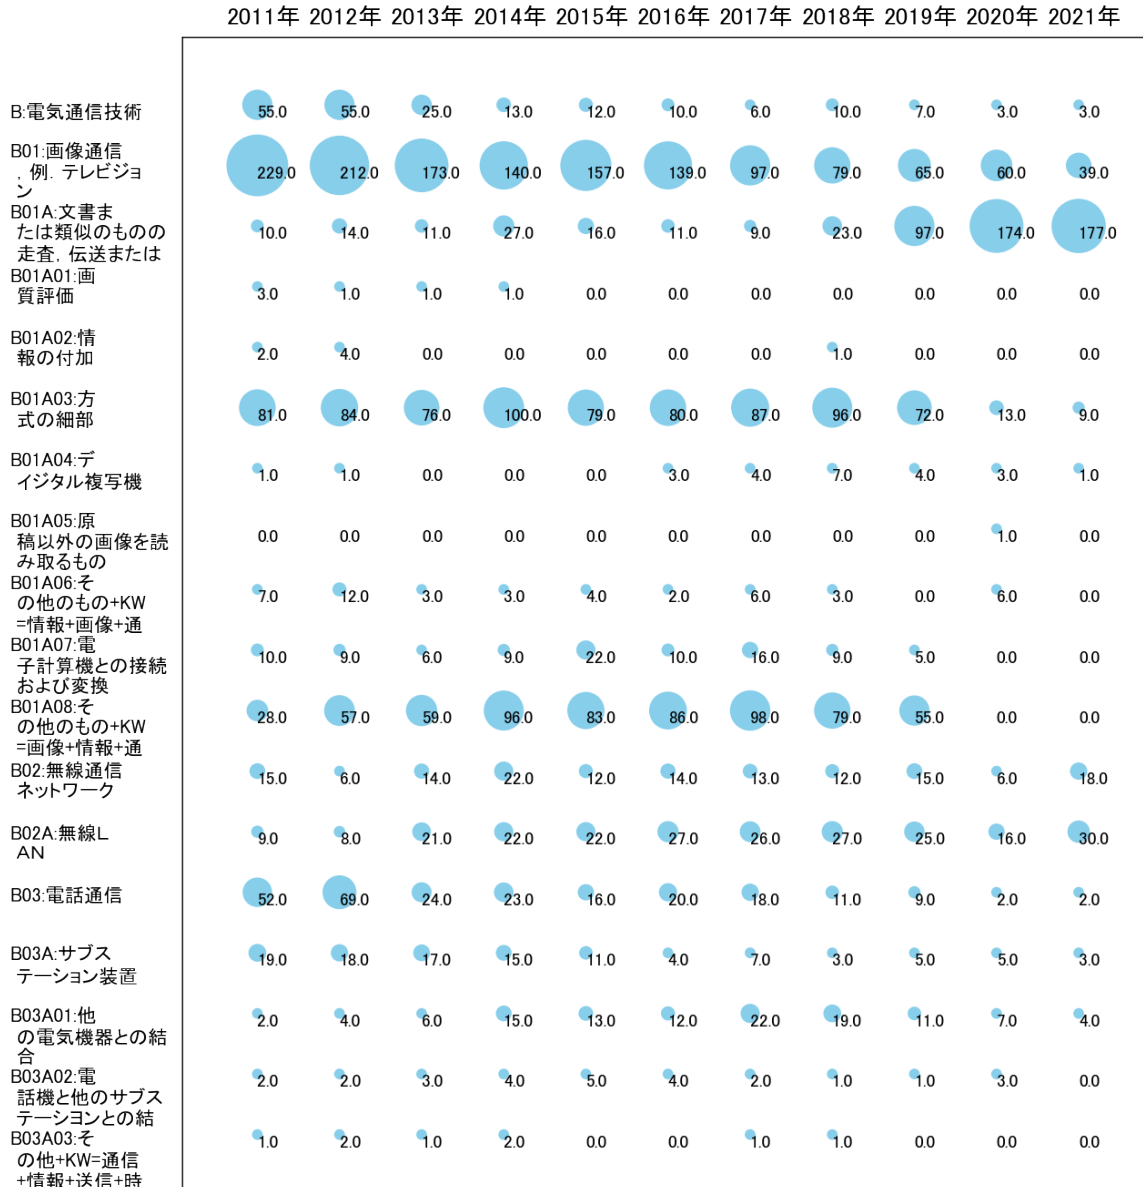 2011年 2012年 2013年 2014年 2015年 2016年 2017年 2018年 2019年 2020年 2021年
B:電気通信技術 55.0 55.0 25.0 13.0 12.0 10.0 6.0 10.0 7.0 3.0 3.0
B01:画像通信
，例．テレビジョ 229.0 212.0 173.0 140.0 157.0 139.0 97.0 79.0 65.0 60.0 39.0
ン
B01A:文書ま
たは類似のものの 10.0 14.0 11.0 27.0 16.0 11.0 9.0 23.0 97.0 174.0 177.0
走査，伝送または
B01A01:画
質評価 3.0 1.0 1.0 1.0 0.0 0.0 0.0 0.0 0.0 0.0 0.0
B01A02:情
報の付加 2.0 4.0 0.0 0.0 0.0 0.0 0.0 1.0 0.0 0.0 0.0
B01A03:方
式の細部 81.0 84.0 76.0 100.0 79.0 80.0 87.0 96.0 72.0 13.0 9.0
B01A04:デ
イジタル複写機 1.0 1.0 0.0 0.0 0.0 3.0 4.0 7.0 4.0 3.0 1.0
B01A05:原
稿以外の画像を読 0.0 0.0 0.0 0.0 0.0 0.0 0.0 0.0 0.0 1.0 0.0
み取るもの
B01A06:そ
の他のもの+KW 7.0 12.0 3.0 3.0 4.0 2.0 6.0 3.0 0.0 6.0 0.0
=情報+画像+通
B01A07:電
子計算機との接続 10.0 9.0 6.0 9.0 22.0 10.0 16.0 9.0 5.0 0.0 0.0
および変換
B01A08:そ
の他のもの+KW 28.0 57.0 59.0 96.0 83.0 86.0 98.0 79.0 55.0 0.0 0.0
=画像+情報+通
B02:無線通信
ネットワーク 15.0 6.0 14.0 22.0 12.0 14.0 13.0 12.0 15.0 6.0 18.0
B02A:無線L
AN 9.0 8.0 21.0 22.0 22.0 27.0 26.0 27.0 25.0 16.0 30.0
B03:電話通信 52.0 69.0 24.0 23.0 16.0 20.0 18.0 11.0 9.0 2.0 2.0
B03A:サブス
テーション装置 19.0 18.0 17.0 15.0 11.0 4.0 7.0 3.0 5.0 5.0 3.0
B03A01:他
の電気機器との結 2.0 4.0 6.0 15.0 13.0 12.0 22.0 19.0 11.0 7.0 4.0
合
B03A02:電
話機と他のサブス 2.0 2.0 3.0 4.0 5.0 4.0 2.0 1.0 1.0 3.0 0.0
テーションとの結
B03A03:そ
の他+KW=通信 1.0 2.0 1.0 2.0 0.0 0.0 1.0 1.0 0.0 0.0 0.0
+情報+送信+時